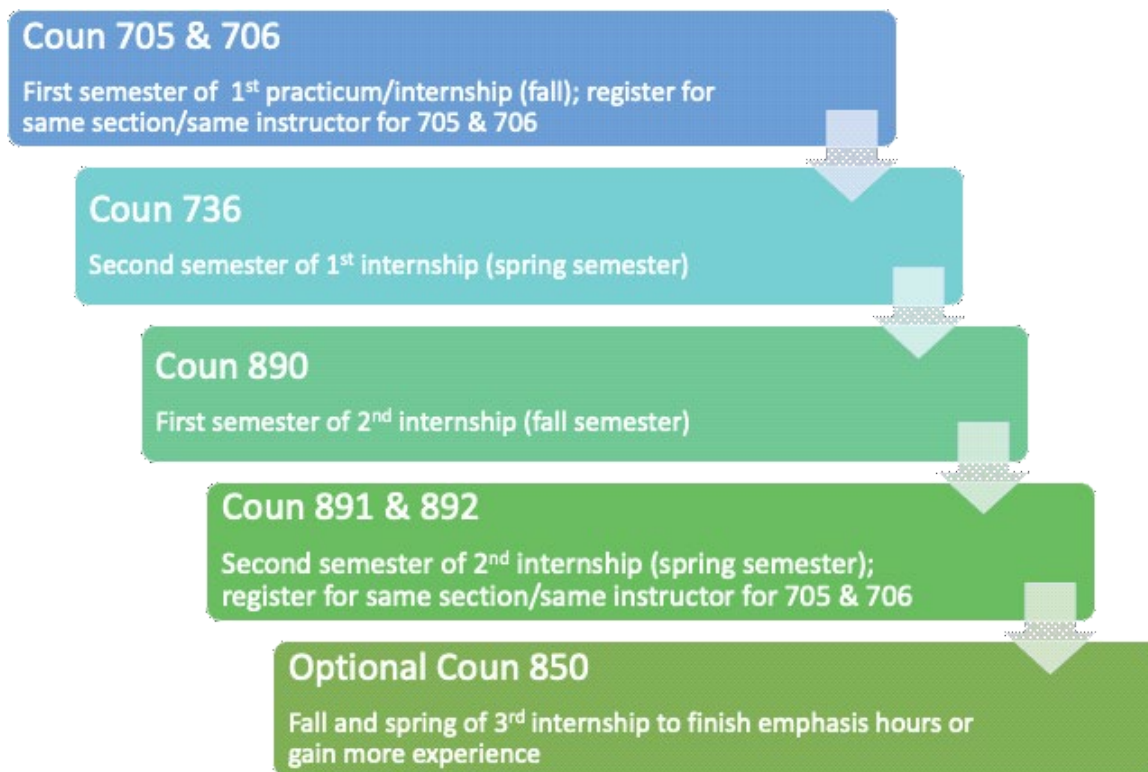 Coun 705 & 706
First semester of 1st practicum/internship (fall); register for
same section/same instructor for 705 & 706
Coun 736
Second semester of 1st internship (spring semester)
Coun 890
First semester of 2nd internship (fall semester)
Coun 891 & 892
Second semester of 2nd internship (spring semester);
register for same section/same instructor for 705 & 706
Optional Coun 850
Fall and spring of 3rd internship to finish emphasis hours or
gain more experience